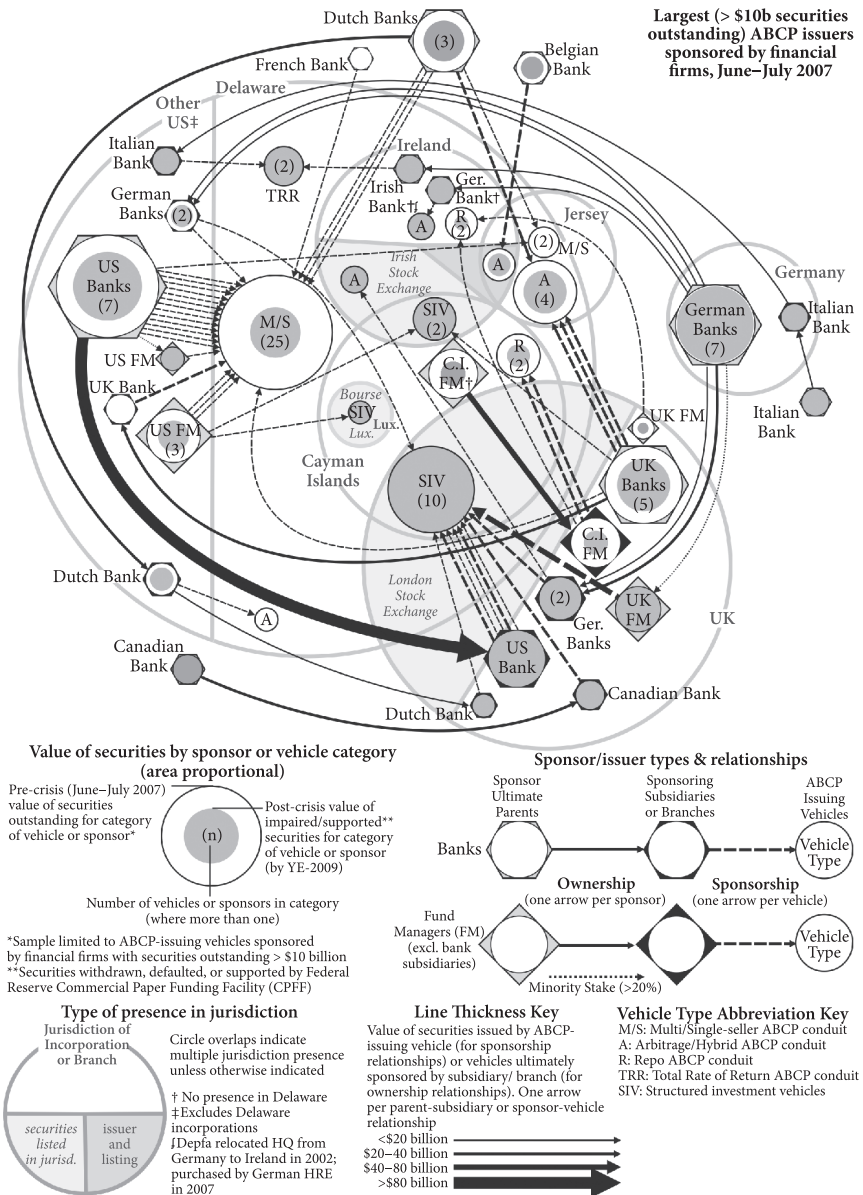 Largest (> $10b securities
outstanding) ABCP issuers
sponsored by financial
firms, June–July 2007
Dutch Banks
(3)
French Bank
Belgian
Bank
Delaware
Other
US‡
Italian
Bank
(2)
TRR
Ireland
Irish
Bank†⨛
Ger.
Bank†
German
Banks
(2)
A
R
2
Jersey
(2)
M/S
US
Banks
(7)
Irish
Stock
Exchange
A
A
A
(4)
Germany
German
Banks
(7)
Italian
Bank
M/S
(25)
SIV
(2)
US FM
R
(2)
C.I.
FM†
UK Bank
Bourse
SIV
Lux.
Lux.
Italian
Bank
UK FM
US FM
(3)
Cayman
Islands
SIV
(10)
UK
Banks
(5)
C.I.
FM
Dutch Bank
London
Stock
Exchange
(2)
Ger.
Banks
UK
FM
UK
A
Canadian
Bank
US
Bank
Dutch Bank
Canadian Bank
Value of securities by sponsor or vehicle category
(area proportional)
Pre-crisis (June–July 2007)
value of securities
outstanding for category
of vehicle or sponsor*
(n)
Post-crisis value of
impaired/supported**
securities for category
of vehicle or sponsor
(by YE-2009)
Number of vehicles or sponsors in category
(where more than one)
*Sample limited to ABCP-issuing vehicles sponsored
by financial firms with securities outstanding > $10 billion
**Securities withdrawn, defaulted, or supported by Federal
Reserve Commercial Paper Funding Facility (CPFF)
Sponsor/issuer types & relationships
Sponsor
Ultimate
Parents
Sponsoring
Subsidiaries
or Branches
ABCP
Issuing
Vehicles
Banks
Vehicle
Type
Ownership
(one arrow per sponsor)
Sponsorship
(one arrow per vehicle)
Fund
Managers (FM)
(excl. bank
subsidiaries)
Vehicle
Type
Minority Stake (>20%)
Type of presence in jurisdiction
Jurisdiction of
Incorporation
or Branch
securities
listed
in jurisd.
issuer
and
listing
Circle overlaps indicate
multiple jurisdiction presence
unless otherwise indicated
† No presence in Delaware
‡Excludes Delaware
incorporations
Depfa relocated HQ from
Germany to Ireland in 2002;
purchased by German HRE
in 2007
Line Thickness Key
Value of securities issued by ABCP-
issuing vehicle (for sponsorship
relationships) or vehicles ultimately
sponsored by subsidiary/ branch (for
ownership relationships). One arrow
per parent-subsidiary or sponsor-vehicle
relationship
<$20 billion
$20–40 billion
$40–80 billion
>$80 billion
Vehicle Type Abbreviation Key
M/S: Multi/Single-seller ABCP conduit
A: Arbitrage/Hybrid ABCP conduit
R: Repo ABCP conduit
TRR: Total Rate of Return ABCP conduit
SIV: Structured investment vehicles